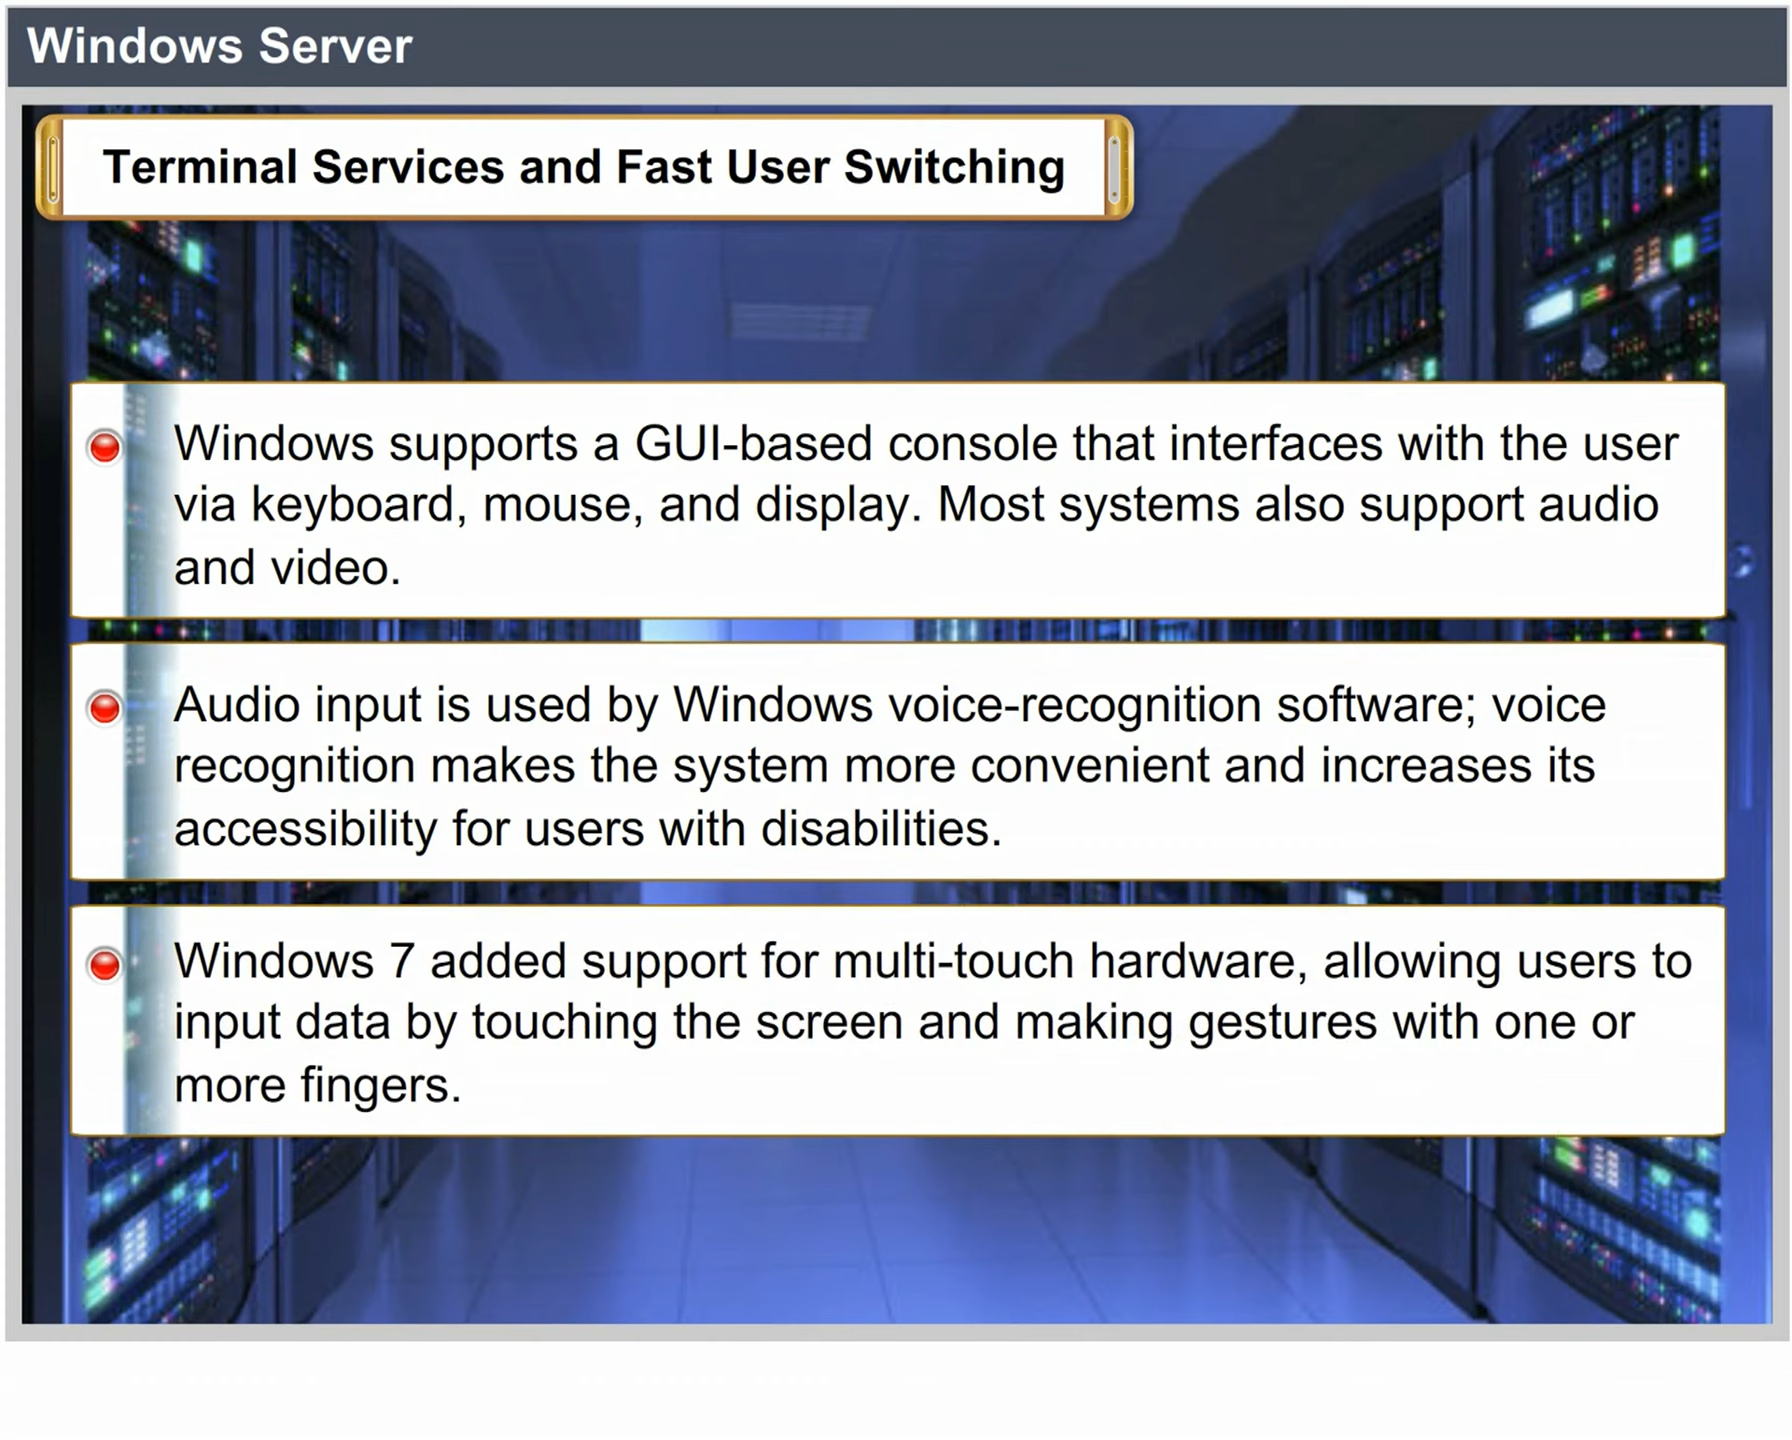 Windows Server
Terminal Services and Fast User Switching
Windows supports a GUI-based console that interfaces with the user
via keyboard, mouse, and display. Most systems also support audio
and video.
Audio input is used by Windows voice-recognition software; voice
recognition makes the system more convenient and increases its
accessibility for users with disabilities.
Windows 7 added support for multi-touch hardware, allowing users to
input data by touching the screen and making gestures with one or
more fingers.